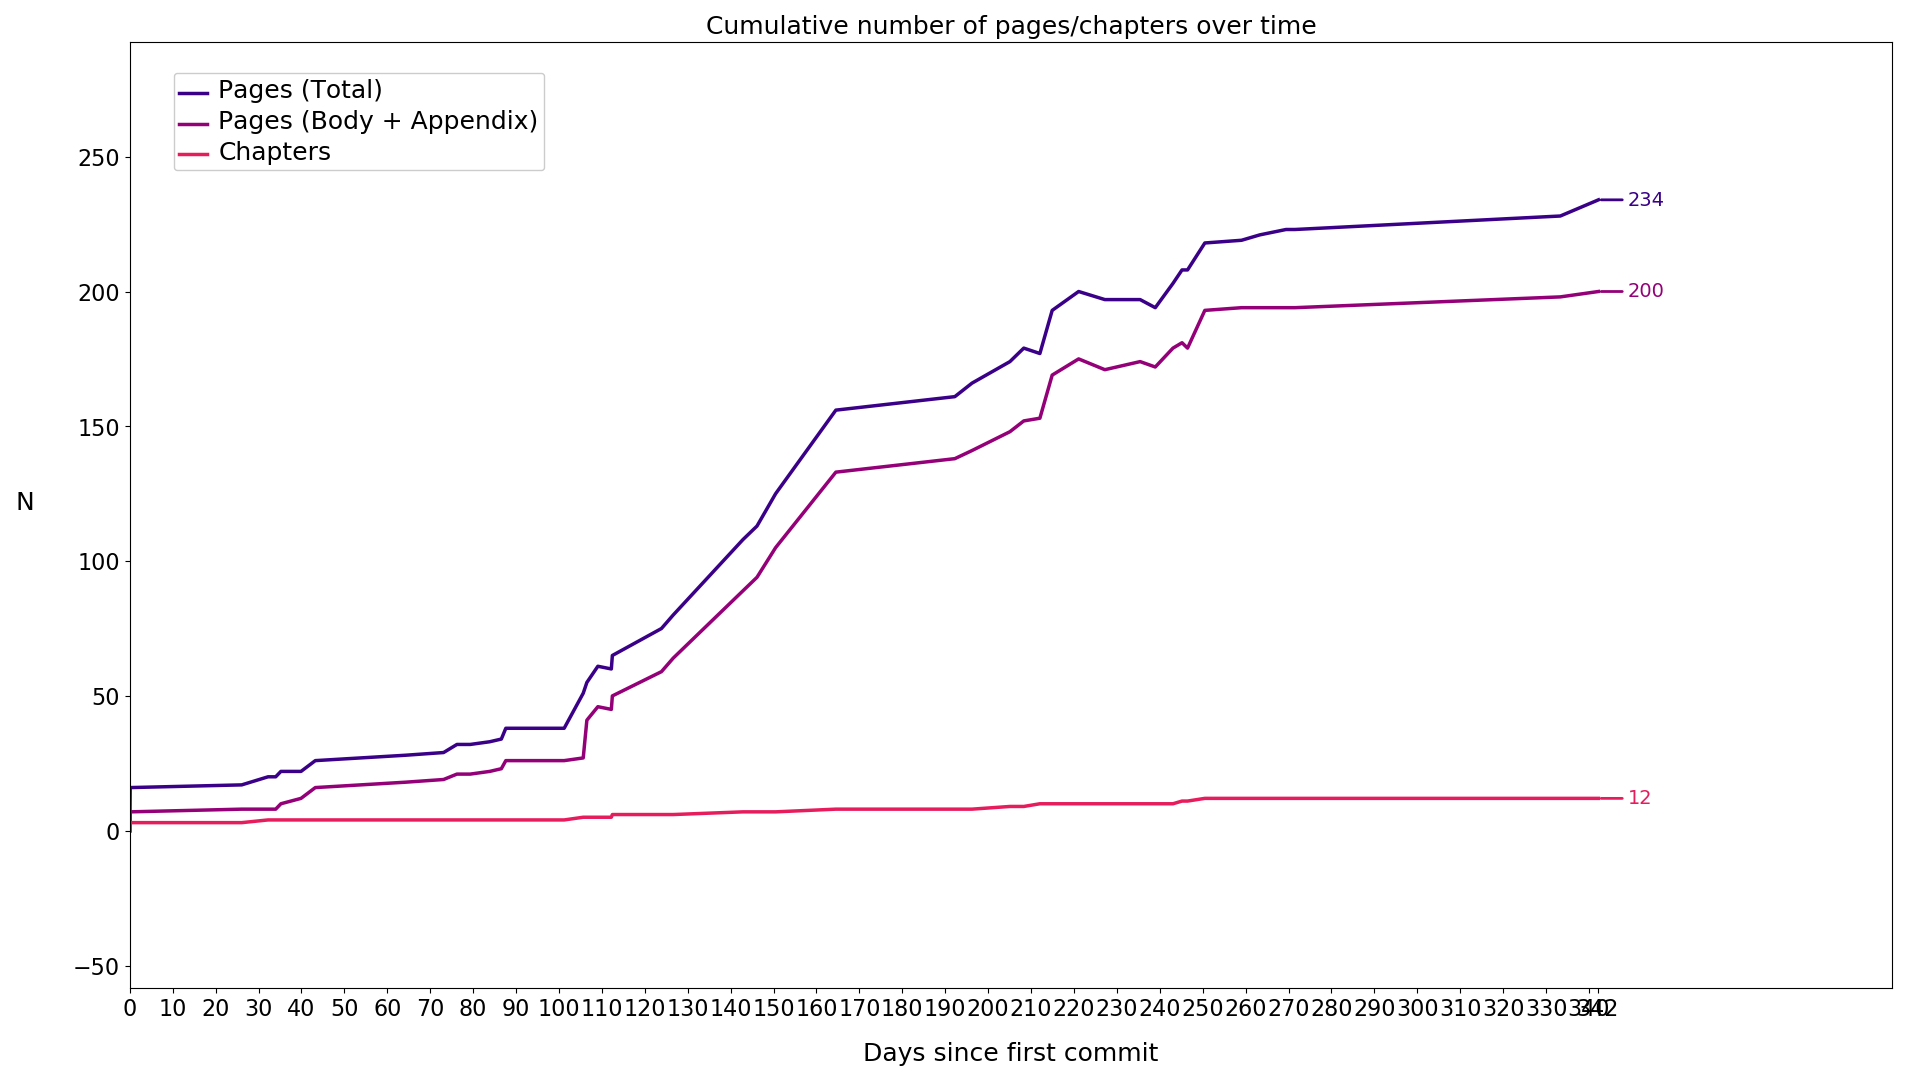 Cumulative number of pages/chapters over time
Pages (Total)
Pages (Body + Appendix)
Chapters
250
200
150
100
50
0
−50
N
234
200
12
0 10 20 30 40 50 60 70 80 90 100 110 120 130 140 150 160 170 180 190 200 210 220 230 240 250 260 270 280 290 300 310 320 330 340 342
Days since first commit